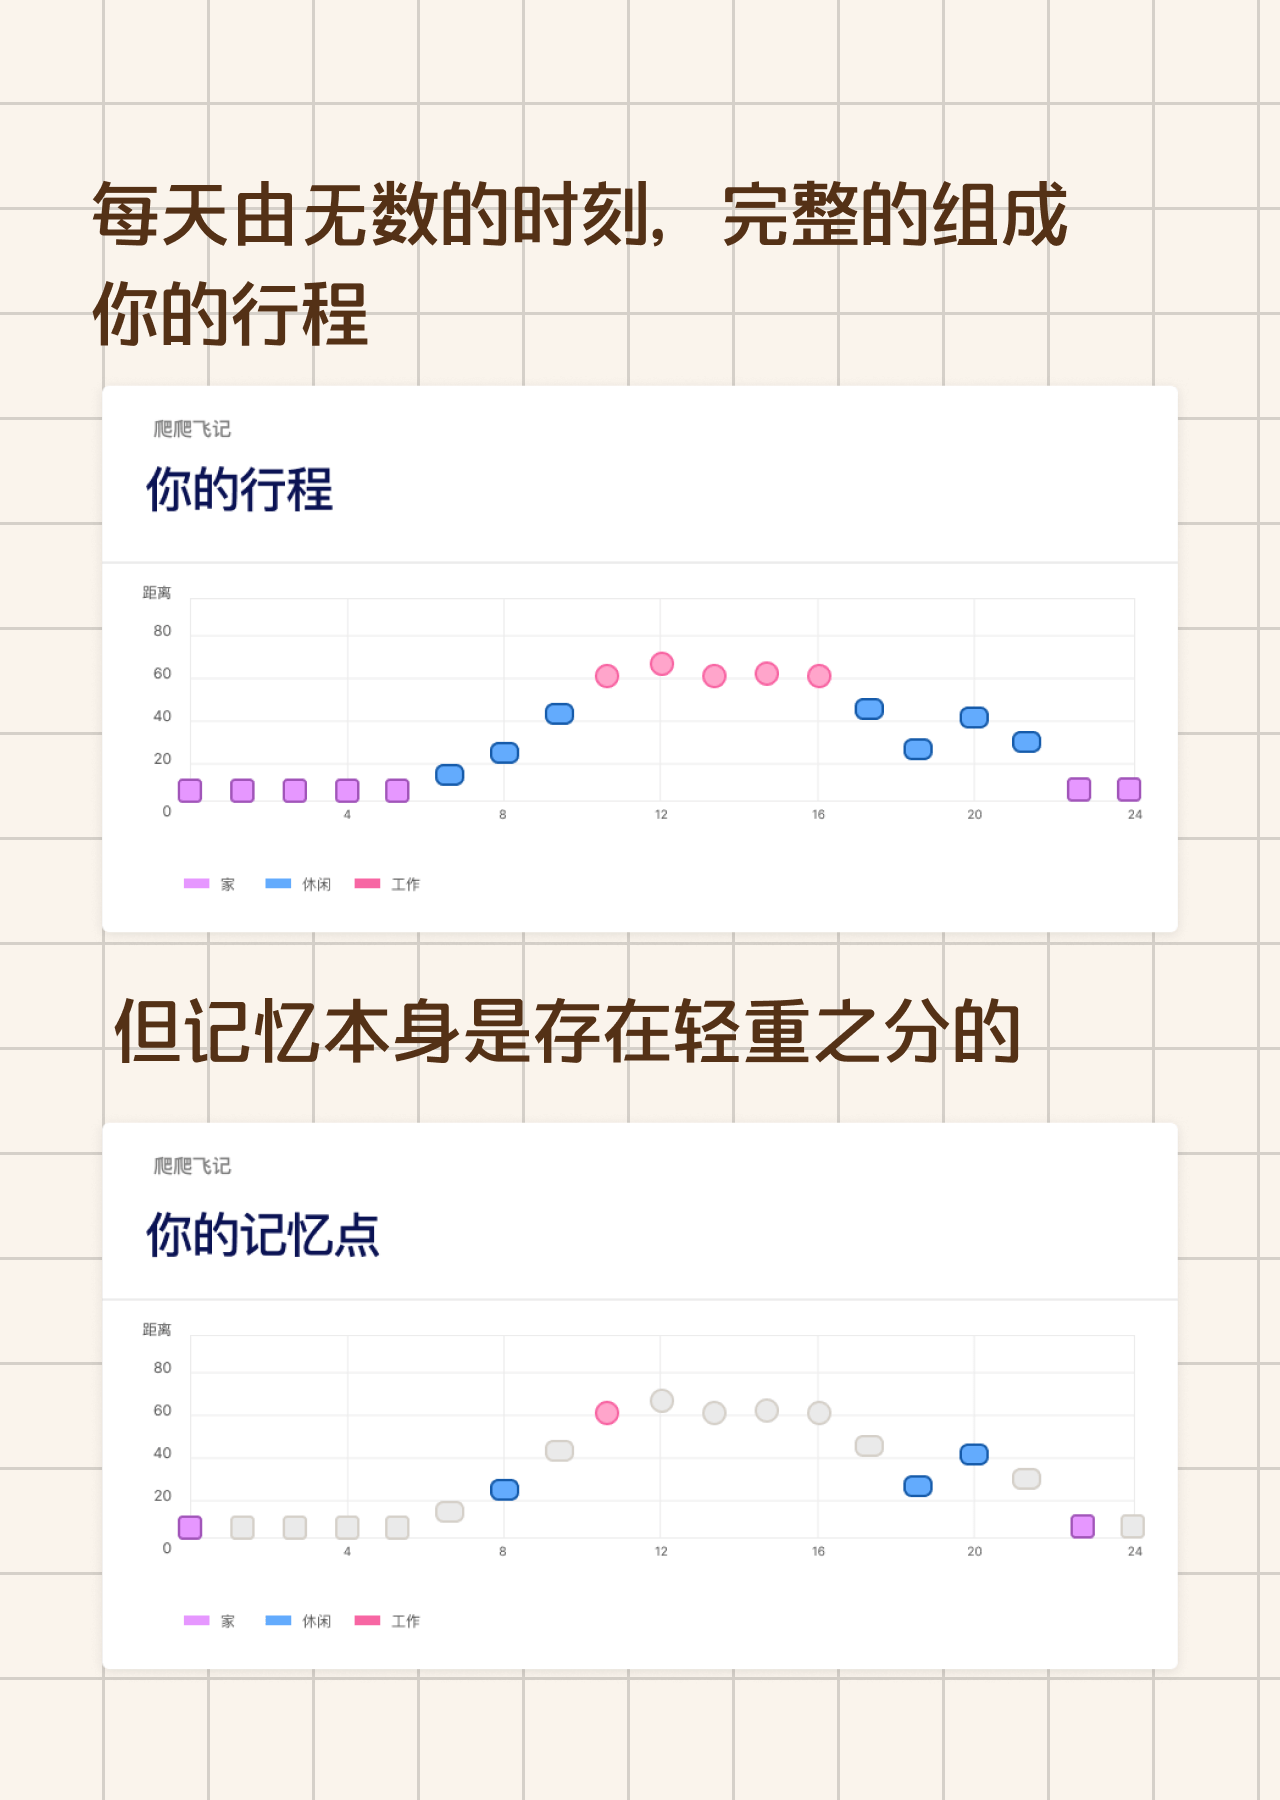 每天由无数的时刻，完整的组成
你的行程
爬爬飞记
你的行程
距离
80
60
40
20
0
4 8 12 16 20 24
家 休闲 工作
但记忆本身是存在轻重之分的
爬爬飞记
你的记忆点
距离
80
60
40
20
0
4 8 12 16 20 24
家 休闲 工作